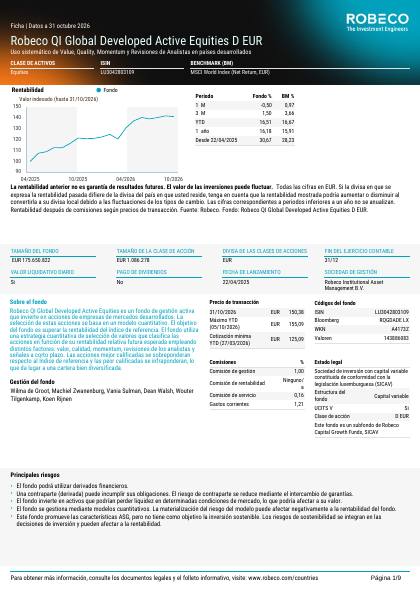 Ficha | Datos a 31 octubre 2026
ROBECO
The Investment Engineers
Robeco QI Global Developed Active Equities D EUR
Uso sistemático de Value, Quality, Momentum y Revisiones de Analistas en países desarrollados
CLASE DE ACTIVOS
Equities
ISIN
LU3042803109
BENCHMARK (BM)
MSCI World Index (Net Return, EUR)
Rentabilidad
Fondo
Valor indexado (hasta 31/10/2026)
150
140
130
120
110
100
90
04/2025
10/2025
04/2026
10/2026
Periodo Fondo % BM %
1 M -0,50 0,97
3 M 1,50 3,66
YTD 16,51 16,67
1 año 16,18 15,91
Desde 22/04/2025 30,67 28,23
La rentabilidad anterior no es garantía de resultados futuros. El valor de las inversiones puede fluctuar. Todas las cifras en EUR. Si la divisa en que se
expresa la rentabilidad pasada difiere de la divisa del país en que usted reside, tenga en cuenta que la rentabilidad mostrada podría aumentar o disminuir al
convertirla a su divisa local debido a las fluctuaciones de los tipos de cambio. Las cifras correspondientes a periodos inferiores a un año no se anualizan.
Rentabilidad después de comisiones según precios de transacción. Fuente: Robeco. Fondo: Robeco QI Global Developed Active Equities D EUR.
TAMAÑO DEL FONDO
EUR 175.650.822
TAMAÑO DE LA CLASE DE ACCIÓN
EUR 1.086.278
DIVISA DE LAS CLASES DE ACCIONES
EUR
FIN DEL EJERCICIO CONTABLE
31/12
VALOR LIQUIDATIVO DIARIO
Si
PAGO DE DIVIDENDOS
No
FECHA DE LANZAMIENTO
22/04/2025
SOCIEDAD DE GESTIÓN
Robeco Institutional Asset
Management B.V.
Sobre el fondo
Robeco QI Global Developed Active Equities es un fondo de gestión activa
que invierte en acciones de empresas de mercados desarrollados. La
selección de estas acciones se basa en un modelo cuantitativo. El objetivo
del fondo es superar la rentabilidad del índice de referencia. El fondo utiliza
una estrategia cuantitativa de selección de valores que clasifica las
acciones en función de su rentabilidad relativa futura esperada empleando
distintos factores: valor, calidad, momentum, revisiones de los analistas y
señales a corto plazo. Las acciones mejor calificadas se sobreponderan
respecto al índice de referencia y las peor calificadas se infraponderan, lo
que da lugar a una cartera bien diversificada.
Gestión del fondo
Wilma de Groot, Machiel Zwanenburg, Vania Sulman, Dean Walsh, Wouter
Tilgenkamp, Koen Rijnen
Precio de transacción
31/10/2026 EUR 150,38
Máximo YTD
(05/10/2026) EUR 155,09
Cotización mínima
YTD (27/03/2026) EUR 125,09
Comisiones %
Comisión de gestión 1,00
Comisión de rentabilidad Ninguno/
a
Comisión de servicio 0,16
Gastos corrientes 1,21
Códigos del fondo
ISIN LU3042803109
Bloomberg
WKN A4173Z
Valoren 143886083
Estado legal
Sociedad de inversión con capital variable
constituida de conformidad con la
legislación luxemburguesa (SICAV)
Estructura del
fondo Capital variable
UCITS V Si
Clase de acción D EUR
Este fondo es un subfondo de Robeco
Capital Growth Funds, SICAV
Principales riesgos
El fondo podrá utilizar derivados financieros.
Una contraparte (derivada) puede incumplir sus obligaciones. El riesgo de contraparte se reduce mediante el intercambio de garantías.
El fondo invierte en activos que podrían perder liquidez en determinadas condiciones de mercado, lo que podría afectar a su valor.
El fondo se gestiona mediante modelos cuantitativos. La materialización del riesgo del modelo puede afectar negativamente a la rentabilidad del fondo.
Este fondo promueve las características ASG, pero no tiene como objetivo la inversión sostenible. Los riesgos de sostenibilidad se integran en las
decisiones de inversión y pueden afectar a la rentabilidad.
Para obtener más información, consulte los documentos legales y el folleto informativo, visite: www.robeco.com/countries
Página 1/9